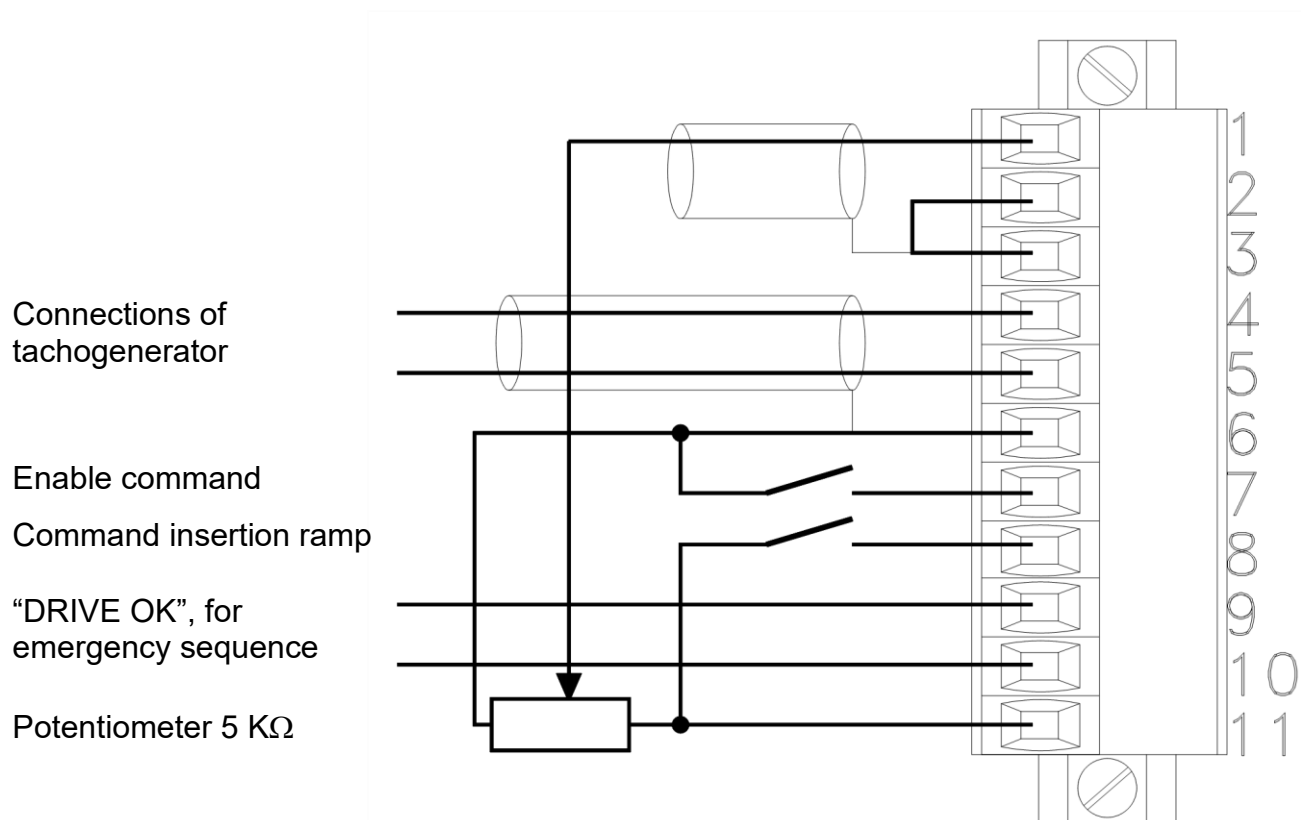 1
2
3
Connections of
tachogenerator
4
5
6
Enable command
7
Command insertion ramp
8
“DRIVE OK”, for
emergency sequence
9
10
Potentiometer 5 KΩ
11